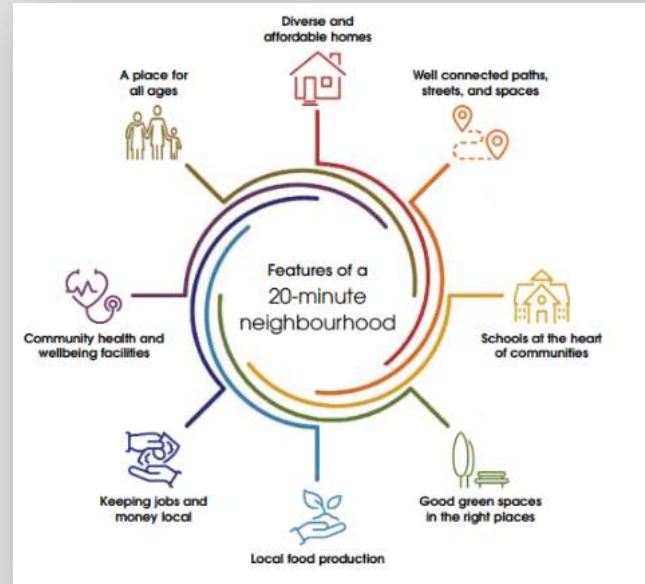 Diverse and
affordable homes
A place for
all ages
Well connected paths,
streets, and spaces
Features of a
20-minute
neighbourhood
Community health and
wellbeing facilities
Schools at the heart
of communities
Keeping jobs and
money local
Good green spaces
in the right places
Local food production